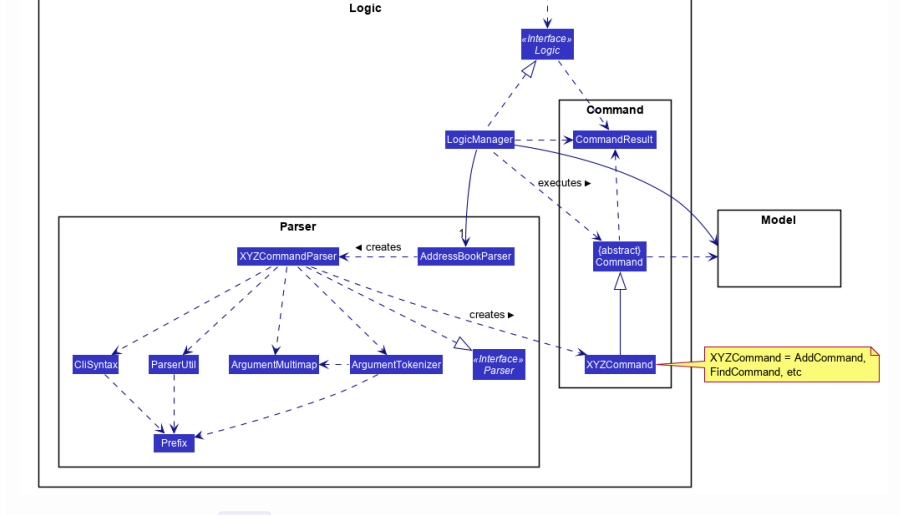 Logic
«Interface»
Logic
Command
LogicManager
CommandResult
executes ►
Model
Parser
1
◄ creates
XYZCommandParser
AddressBookParser
{abstract}
Command
creates ►
CliSyntax
ParserUtil
ArgumentMultimap
ArgumentTokenizer
«Interface»
Parser
XYZCommand
XYZCommand = AddCommand,
FindCommand, etc
Prefix